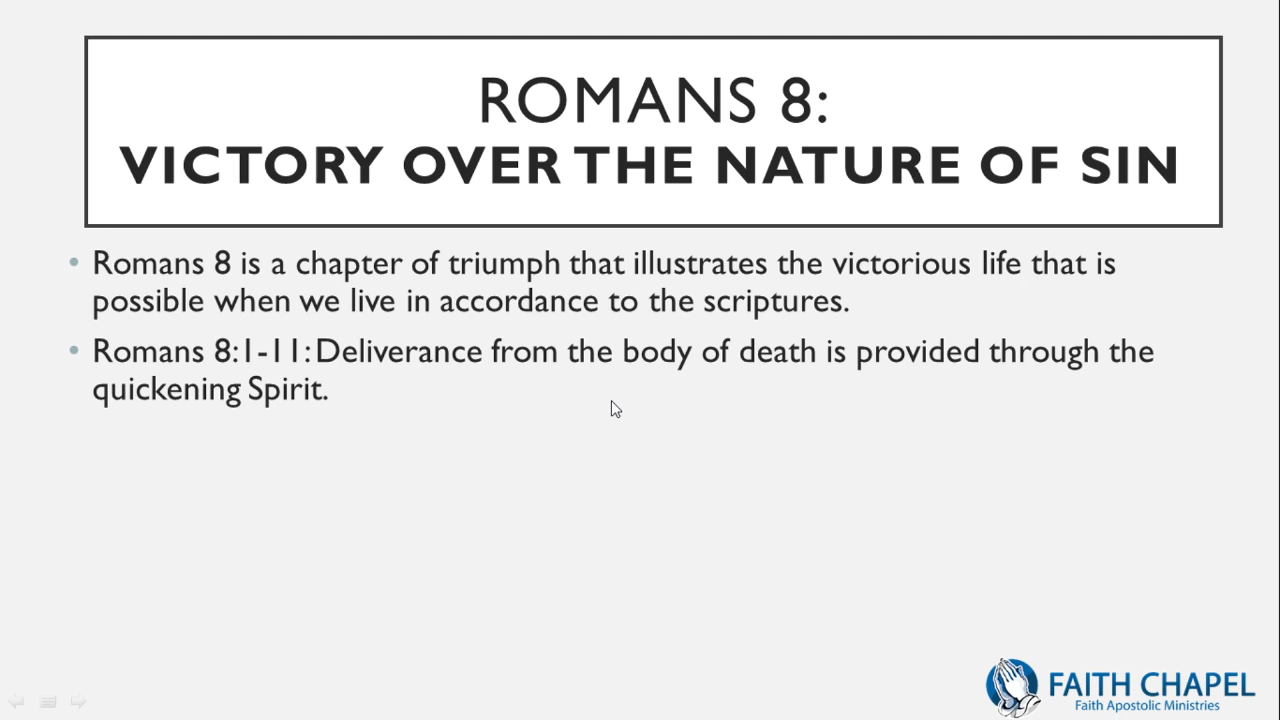 ROMANS 8:
VICTORY OVER THE NATURE OF SIN
• Romans 8 is a chapter of triumph that illustrates the victorious life that is
possible when we live in accordance to the scriptures.
• Romans 8:1-11: Deliverance from the body of death is provided through the
quickening Spirit.
FAITH CHAPEL
Faith Apostolic Ministries